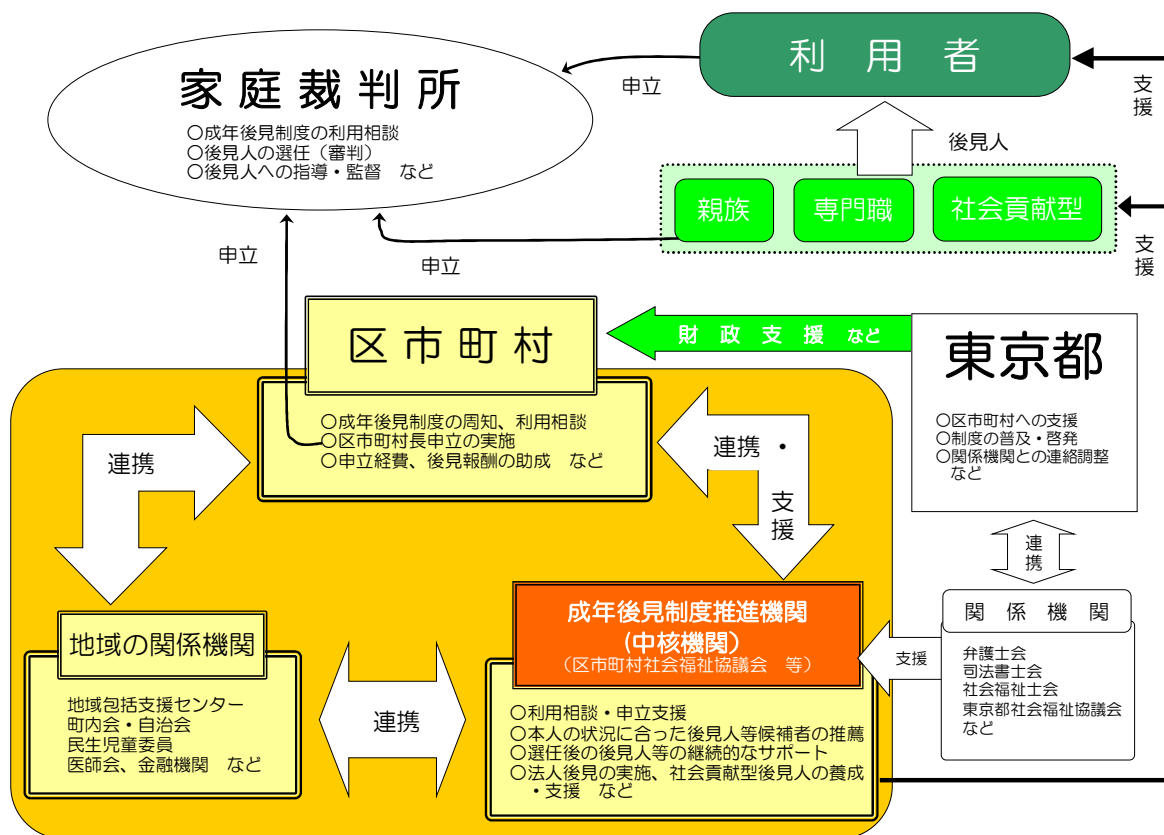 利用者
家庭裁判所
○成年後見制度の利用相談
○後見人の選任（審判）
○後見人への指導・監督　など
申立
支援
後見人
親族
専門職
社会貢献型
支援
申立
申立
区市町村
財政支援 など
東京都
○区市町村への支援
○制度の普及・啓発
○関係機関との連絡調整
など
○成年後見制度の周知、利用相談
○区市町村長申立の実施
○申立経費、後見報酬の助成　など
連携
連携・
支援
連携
関係機関
弁護士会
司法書士会
社会福祉士会
東京都社会福祉協議会
など
支援
成年後見制度推進機関
(中核機関）
（区市町村社会福祉協議会　等）
○利用相談・申立支援
○本人の状況に合った後見人等候補者の推薦
○選任後の後見人等の継続的なサポート
○法人後見の実施、社会貢献型後見人の養成
・支援　など
連携
地域の関係機関
地域包括支援センター
町内会・自治会
民生児童委員
医師会、金融機関　など